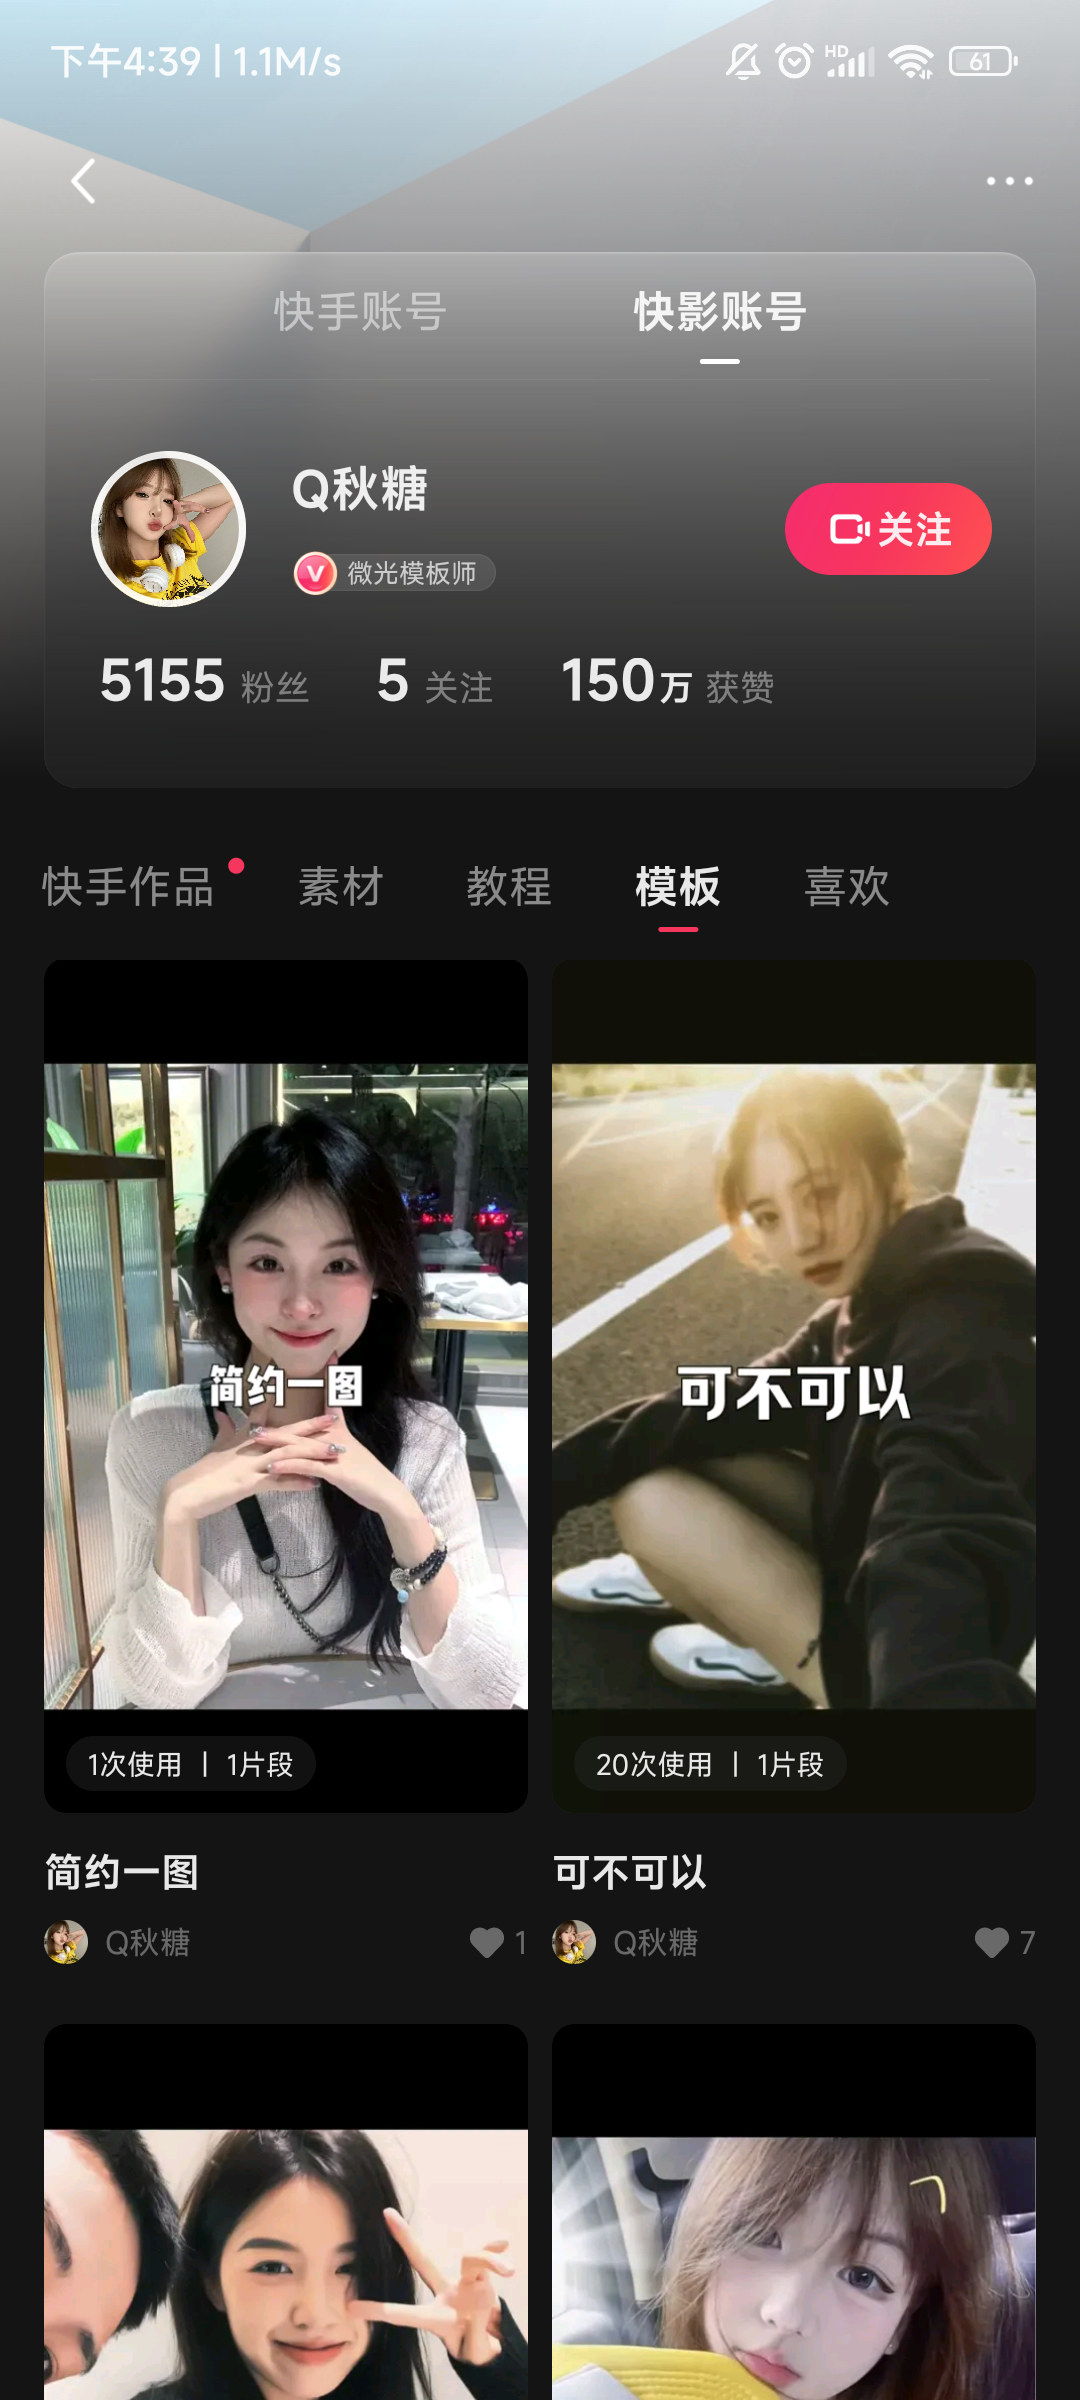 下午4:39 | 1.1M/s
HD
61
快手账号 快影账号
Q秋糖
V 微光模板师
关注
5155 粉丝 5 关注 150万 获赞
快手作品 素材 教程 模板 喜欢
简约一图
可不可以
1次使用 | 1片段
20次使用 | 1片段
简约一图
可不可以
Q秋糖 1
Q秋糖 7